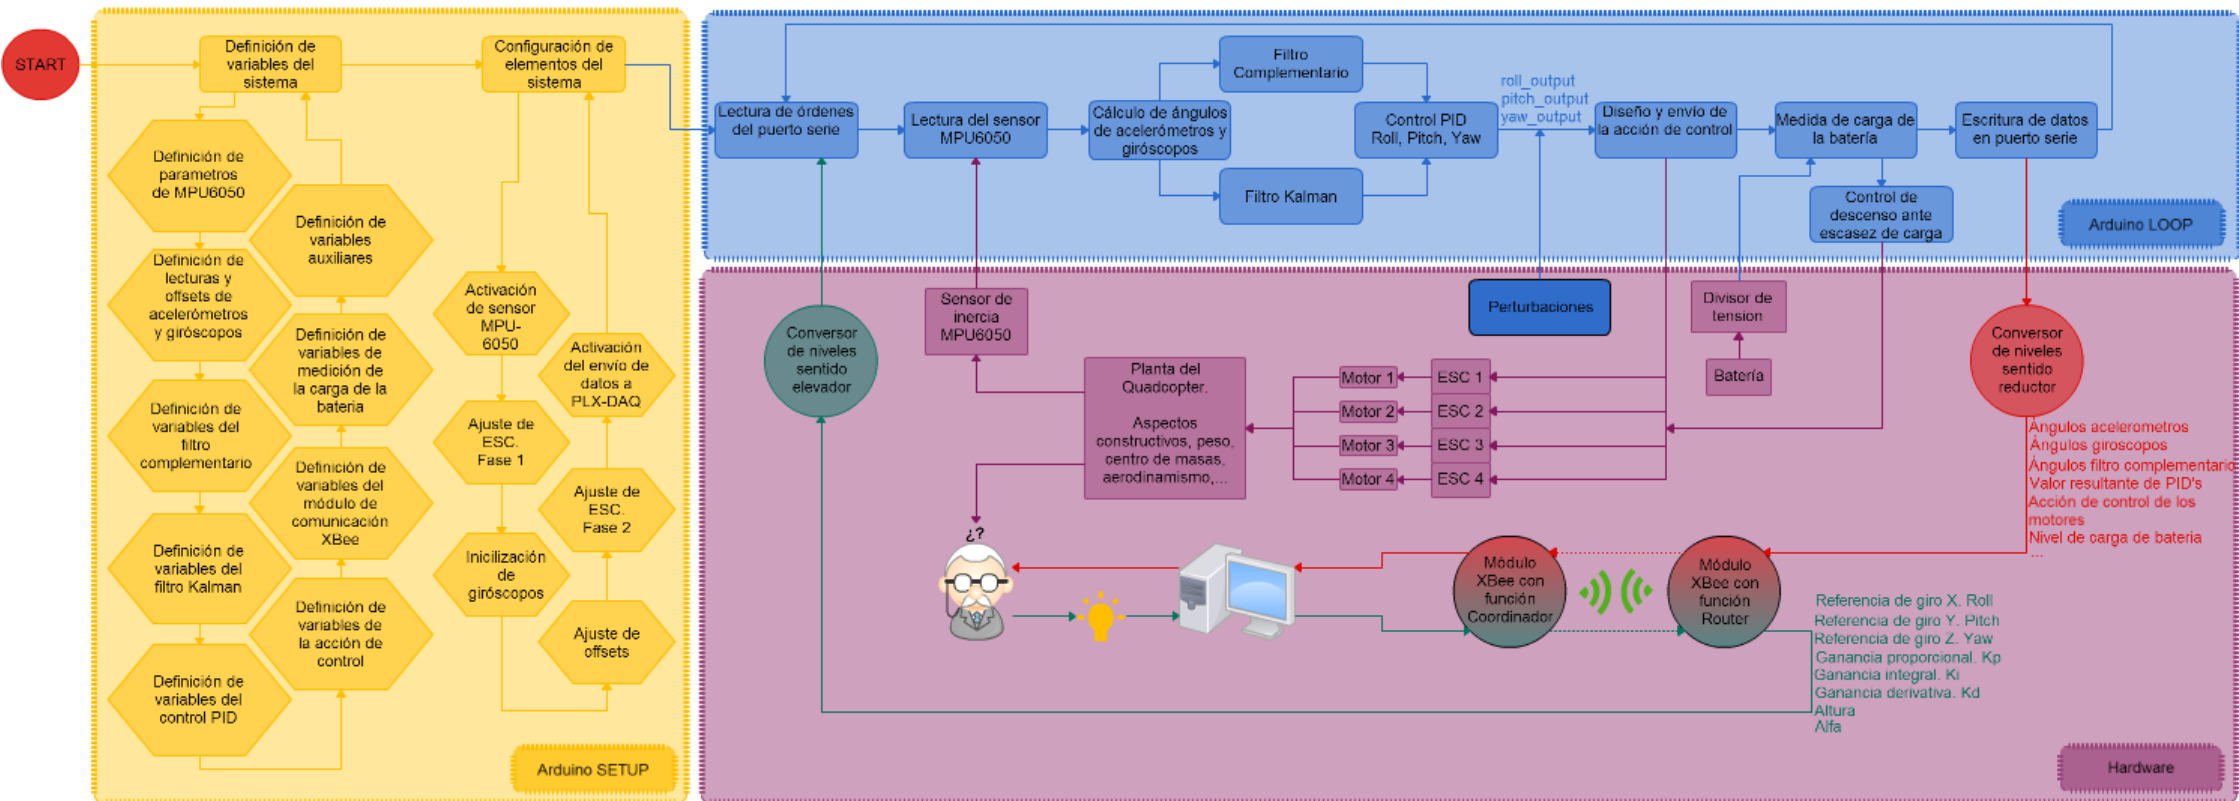 START
Definición de
variables del
sistema
Configuración de
elementos del
sistema
Definición de
parametros
de MPU6050
Definición de
lecturas y
offsets de
acelerómetros
y giróscopos
Definición de
variables del
filtro
complementario
Definición de
variables del
filtro Kalman
Definición de
variables del
control PID
Definición de
variables
auxiliares
Definición de
variables de
medición de
la carga de la
bateria
Definición de
variables del
módulo de
comunicación
XBee
Definición de
variables de
la acción de
control
Activación
de sensor
MPU-
6050
Ajuste de
ESC.
Fase 1
Inicilización
de
giróscopos
Activación
del envío de
datos a
PLX-DAQ
Ajuste de
ESC.
Fase 2
Ajuste de
offsets
Arduino SETUP
Lectura de órdenes
del puerto serie
Lectura del sensor
MPU6050
Cálculo de ángulos
de acelerómetros y
giróscopos
Filtro
Complementario
Filtro Kalman
Control PID
Roll, Pitch, Yaw
roll_output
pitch_output
yaw_output
Diseño y envío de
la acción de control
Medida de carga de
la batería
Escritura de datos
en puerto serie
Control de
descenso ante
escasez de carga
Arduino LOOP
Conversor
de niveles
sentido
elevador
Sensor de
inercia
MPU6050
Planta del
Quadcopter.
Aspectos
constructivos, peso,
centro de masas,
aerodinamismo,...
Motor 1
ESC 1
Motor 2
ESC 2
Motor 3
ESC 3
Motor 4
ESC 4
Perturbaciones
Divisor de
tension
Batería
Conversor
de niveles
sentido
reductor
Ángulos acelerometros
Ángulos giroscopos
Ángulos filtro complementario
Valor resultante de PID's
Acción de control de los
motores
Nivel de carga de bateria
...
¿?
Módulo
XBee con
función
Coordinador
Módulo
XBee con
función
Router
Referencia de giro X. Roll
Referencia de giro Y. Pitch
Referencia de giro Z. Yaw
Ganancia proporcional. Kp
Ganancia integral. Ki
Ganancia derivativa. Kd
Altura
Alfa
Hardware